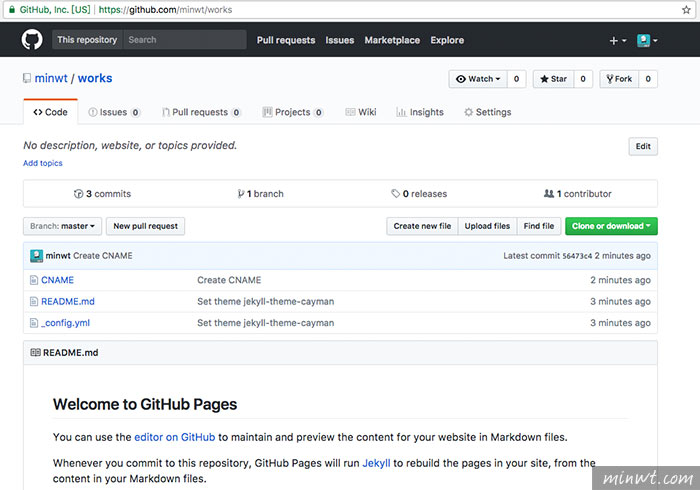 GitHub, Inc. [US] | https://github.com/minwt/works
This repository Search Pull requests Issues Marketplace Explore
minwt / works Watch 0 Star 0 Fork 0
Code Issues 0 Pull requests 0 Projects 0 Wiki Insights Settings
No description, website, or topics provided. Edit
Add topics
3 commits 1 branch 0 releases 1 contributor
Branch: master New pull request Create new file Upload files Find file Clone or download
minwt Create CNAME Latest commit 56473c4 2 minutes ago
CNAME Create CNAME 2 minutes ago
README.md Set theme jekyll-theme-cayman 3 minutes ago
_config.yml Set theme jekyll-theme-cayman 3 minutes ago
README.md
Welcome to GitHub Pages
You can use the editor on GitHub to maintain and preview the content for your website in Markdown files.
Whenever you commit to this repository, GitHub Pages will run Jekyll to rebuild the pages in your site, from the
content in your Markdown files.
minwt.com